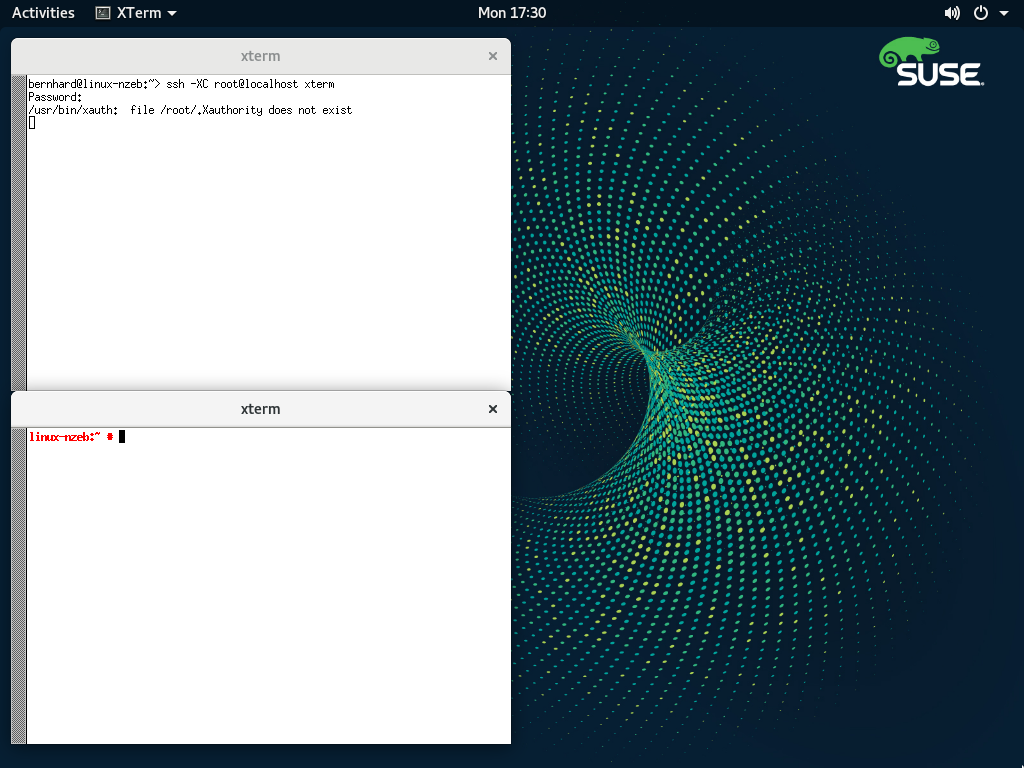 Activities XTerm Mon 17:30
xterm
bernhard@linux-nzeb:~> ssh -XC root@localhost xterm
Password:
/usr/bin/xauth:  file /root/.Xauthority does not exist
xterm
linux-nzeb:~ #
SUSE